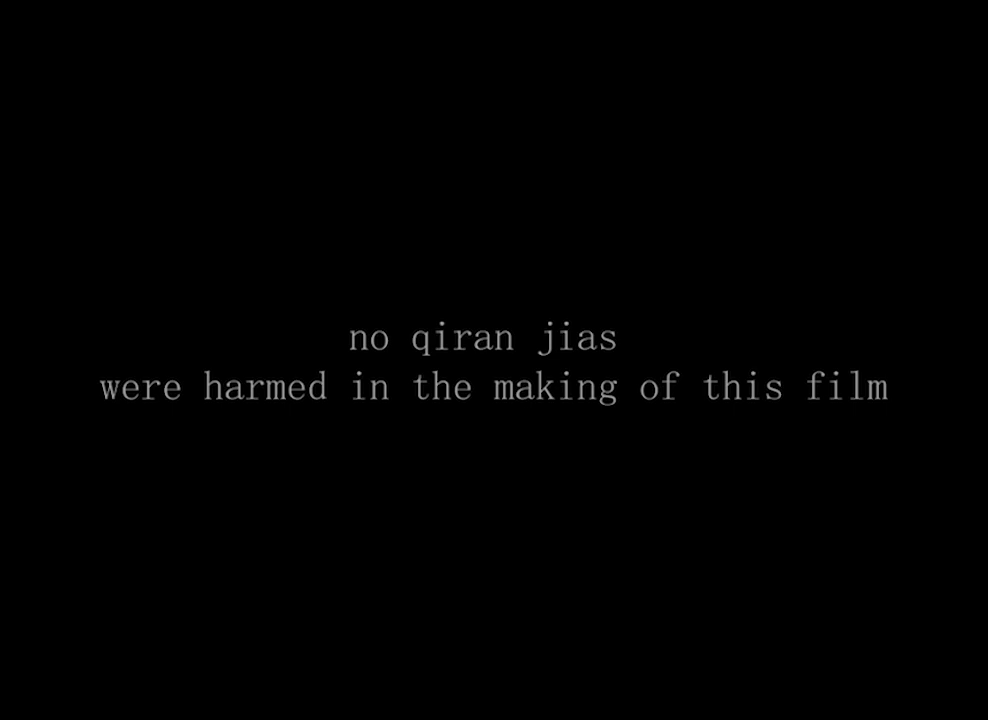 no qiran jias
were harmed in the making of this film